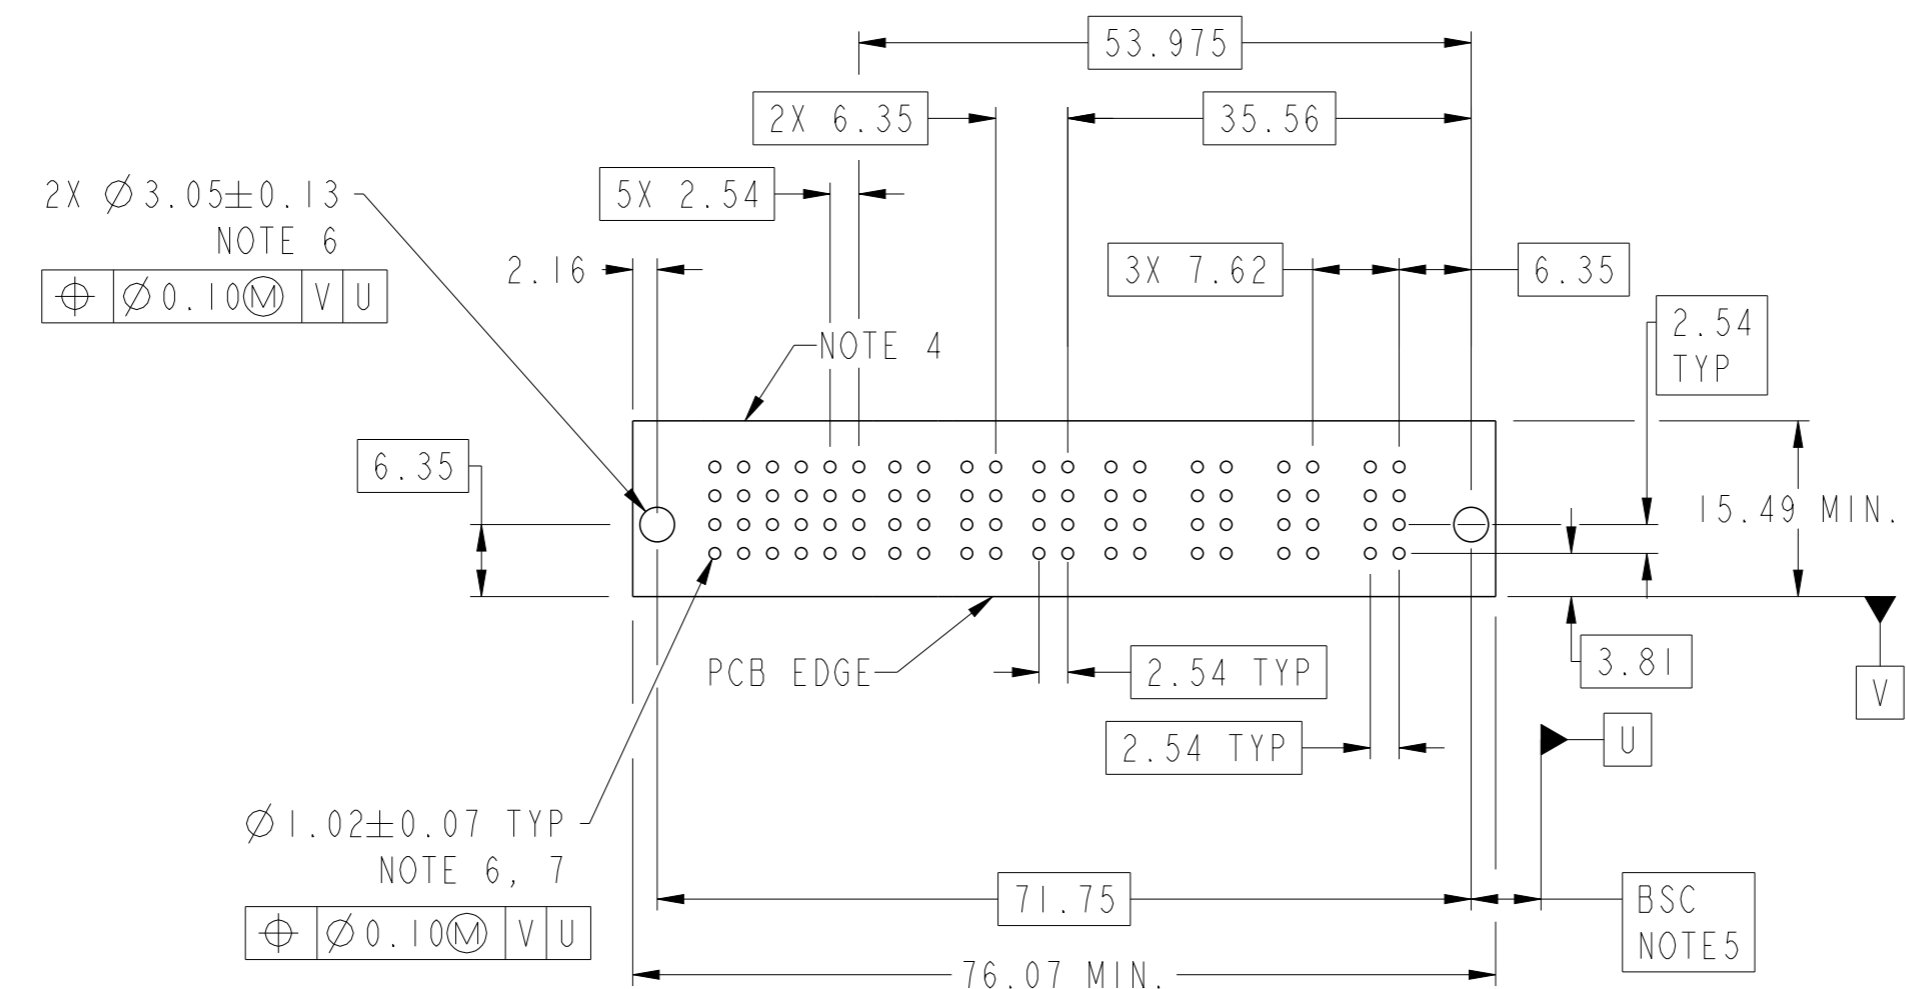 53.975
2X 6.35
35.56
5X 2.54
2X ⌀3.05±0.13
NOTE 6
⌖ ⌀0.10Ⓜ V U
2.16
3X 7.62
6.35
2.54
TYP
NOTE 4
6.35
15.49 MIN.
PCB EDGE
2.54 TYP
3.81
V
2.54 TYP
U
⌀1.02±0.07 TYP
NOTE 6, 7
⌖ ⌀0.10Ⓜ V U
71.75
BSC
NOTE5
76.07 MIN.